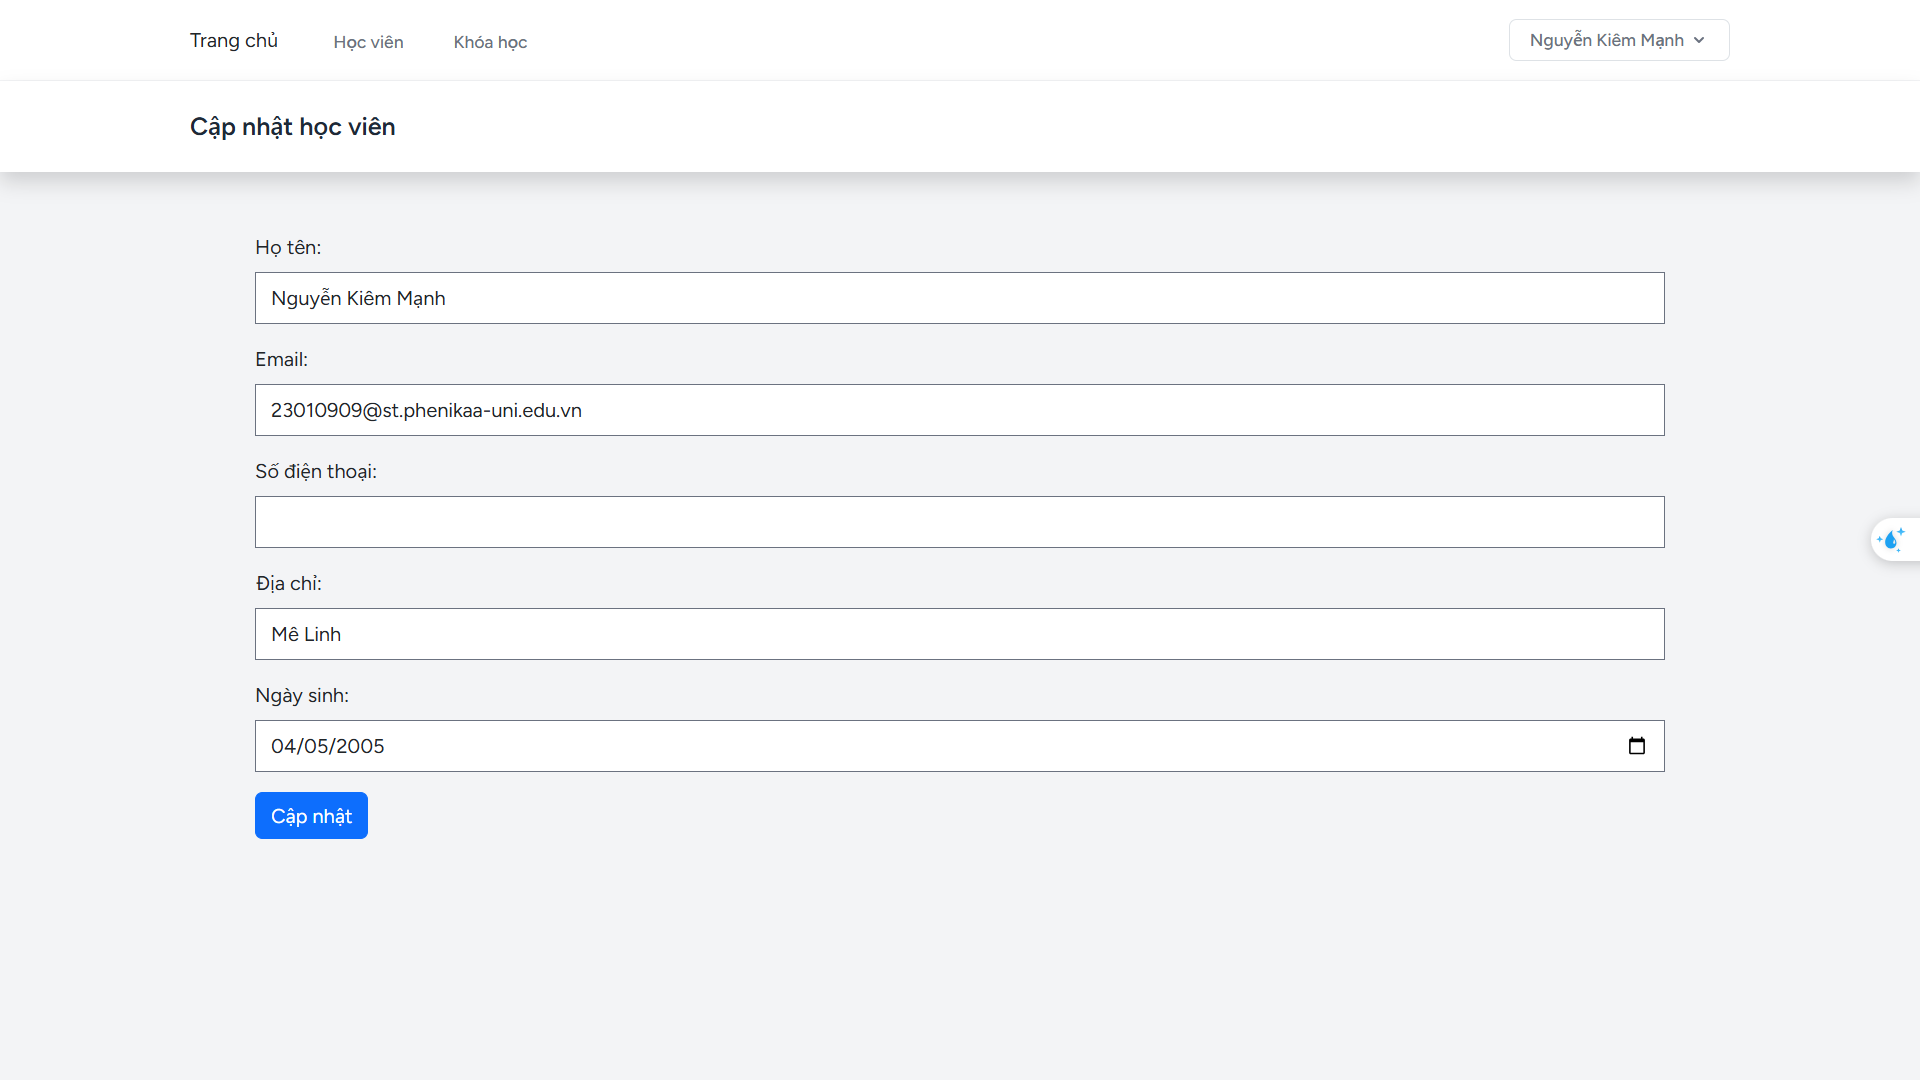 Trang chủ
Học viên
Khóa học
Nguyễn Kiêm Mạnh
Cập nhật học viên
Họ tên:
Nguyễn Kiêm Mạnh
Email:
23010909@st.phenikaa-uni.edu.vn
Số điện thoại:
Địa chỉ:
Mê Linh
Ngày sinh:
04/05/2005
Cập nhật